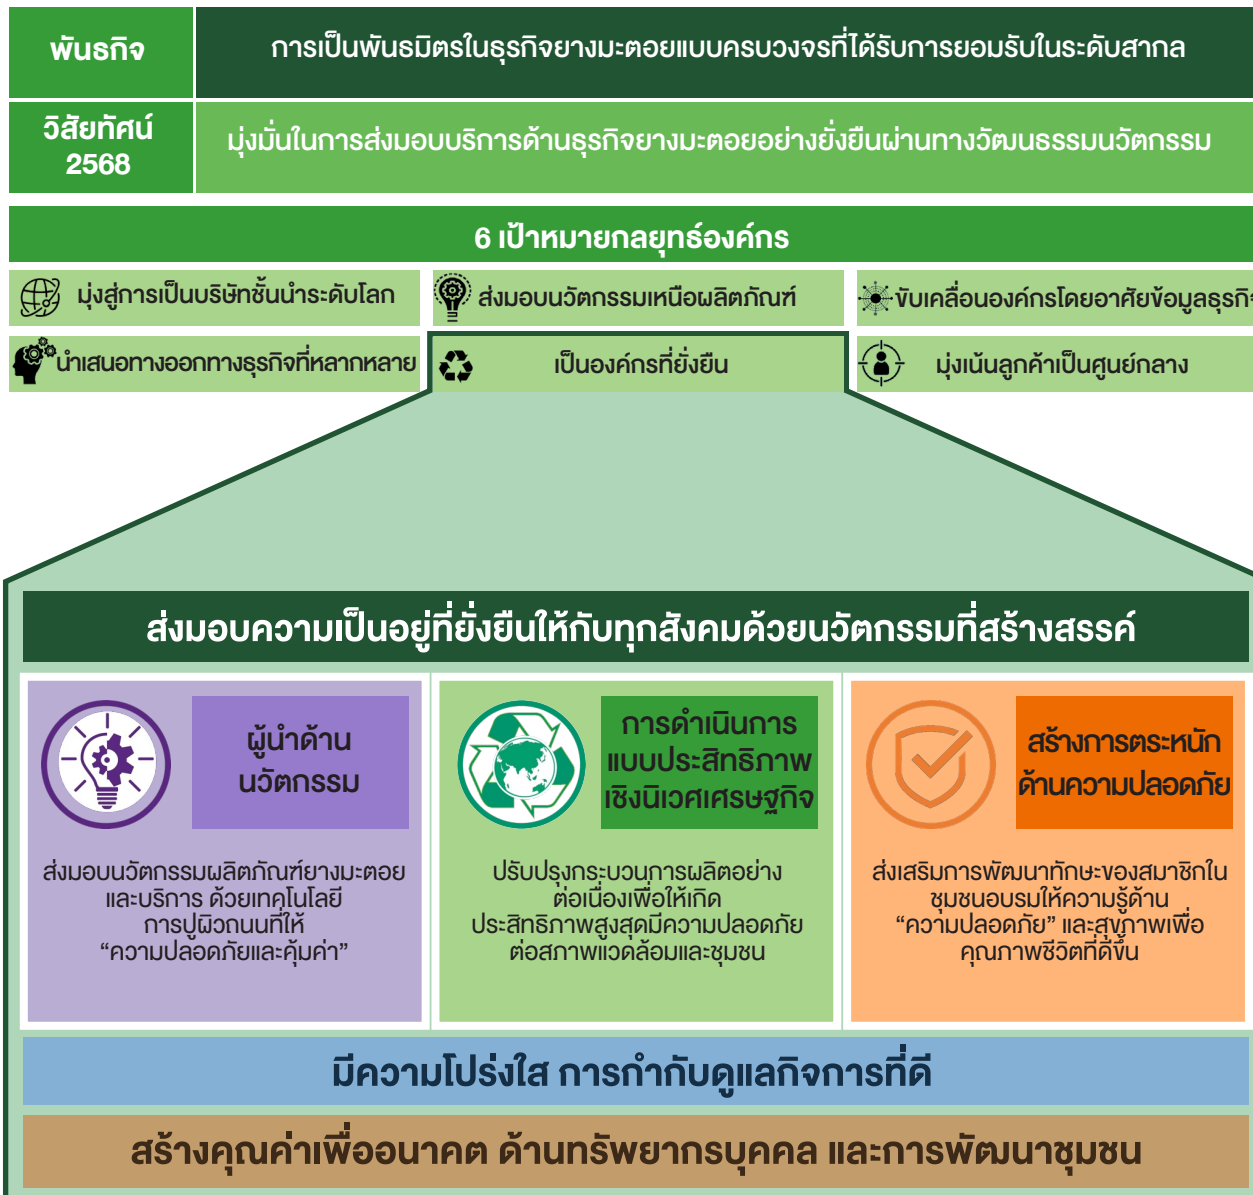 พันธกิจ
การเป็นพันธมิตรในธุรกิจยางมะตอยแบบครบวงจรที่ได้รับการยอมรับในระดับสากล
วิสัยทัศน์
2568
มุ่งมั่นในการส่งมอบบริการด้านธุรกิจยางมะตอยอย่างยั่งยืนผ่านทางวัฒนธรรมนวัตกรรม
6 เป้าหมายกลยุทธ์องค์กร
มุ่งสู่การเป็นบริษัทชั้นนำระดับโลก
ส่งมอบนวัตกรรมเหนือผลิตภัณฑ์
ขับเคลื่อนองค์กรโดยอาศัยข้อมูลธุรกิจ
นำเสนอทางออกทางธุรกิจที่หลากหลาย
เป็นองค์กรที่ยั่งยืน
มุ่งเน้นลูกค้าเป็นศูนย์กลาง
ส่งมอบความเป็นอยู่ที่ยั่งยืนให้กับทุกสังคมด้วยนวัตกรรมที่สร้างสรรค์
ผู้นำด้าน
นวัตกรรม
ส่งมอบนวัตกรรมผลิตภัณฑ์ยางมะตอย
และบริการ ด้วยเทคโนโลยี
การปูผิวถนนที่ให้
“ความปลอดภัยและคุ้มค่า”
การดำเนินการ
แบบประสิทธิภาพ
เชิงนิเวศเศรษฐกิจ
ปรับปรุงกระบวนการผลิตอย่าง
ต่อเนื่องเพื่อให้เกิด
ประสิทธิภาพสูงสุดมีความปลอดภัย
ต่อสภาพแวดล้อมและชุมชน
สร้างการตระหนัก
ด้านความปลอดภัย
ส่งเสริมการพัฒนาทักษะของสมาชิกใน
ชุมชนอบรมให้ความรู้ด้าน
“ความปลอดภัย” และสุขภาพเพื่อ
คุณภาพชีวิตที่ดีขึ้น
มีความโปร่งใส การกำกับดูแลกิจการที่ดี
สร้างคุณค่าเพื่ออนาคต ด้านทรัพยากรบุคคล และการพัฒนาชุมชน